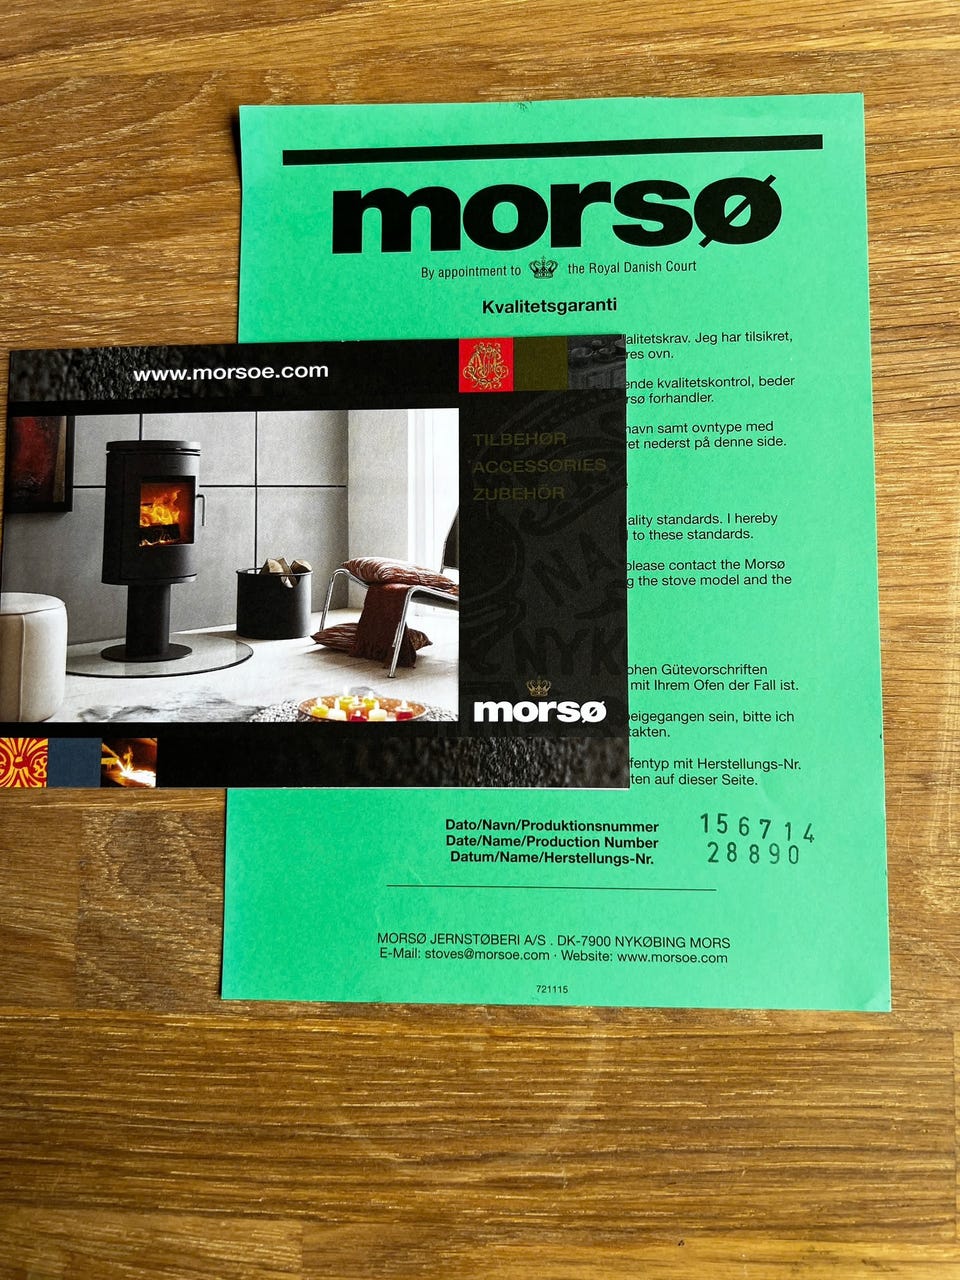 morsø
By appointment to the Royal Danish Court
Kvalitetsgaranti
alitetskrav. Jeg har tilsikret,
res ovn.
ende kvalitetskontrol, beder
rsø forhandler.
navn samt ovntype med
ret nederst på denne side.
ality standards. I hereby
to these standards.
please contact the Morsø
g the stove model and the
ohen Gütevorschriften
mit Ihrem Ofen der Fall ist.
eigegangen sein, bitte ich
takten.
fentyp mit Herstellungs-Nr.
ten auf dieser Seite.
Dato/Navn/Produktionsnummer
Date/Name/Production Number
Datum/Name/Herstellungs-Nr.
156714
28890
MORSØ JERNSTØBERI A/S . DK-7900 NYKØBING MORS
E-Mail: stoves@morsoe.com · Website: www.morsoe.com
721115
www.morsoe.com
TILBEHØR
ACCESSORIES
ZUBEHÖR
NA
NYK
morsø